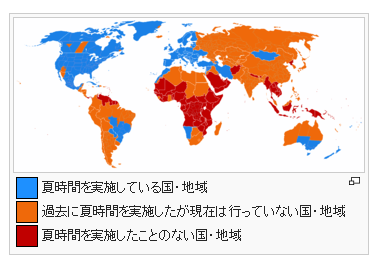 夏時間を実施している国・地域
過去に夏時間を実施したが現在は行っていない国・地域
夏時間を実施したことのない国・地域